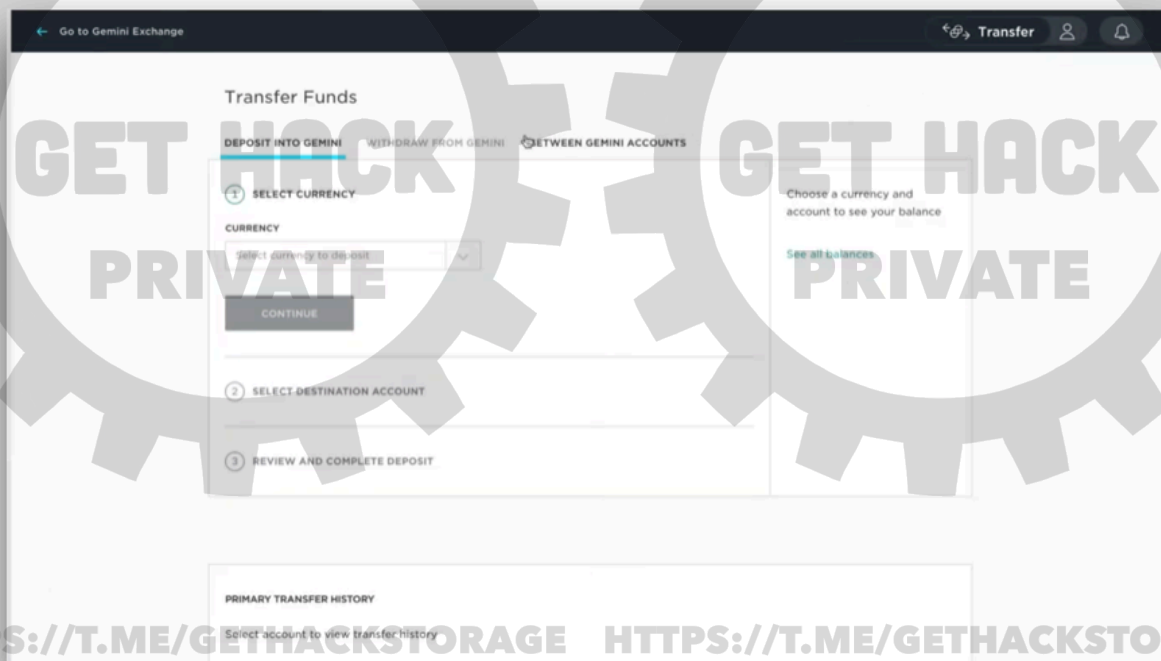 Go to Gemini Exchange
Transfer
Transfer Funds
DEPOSIT INTO GEMINI WITHDRAW FROM GEMINI BETWEEN GEMINI ACCOUNTS
GET HACK GET HACK
1 SELECT CURRENCY
Choose a currency and
account to see your balance
CURRENCY
Select currency to deposit
See all balances
PRIVATE PRIVATE
CONTINUE
2 SELECT DESTINATION ACCOUNT
3 REVIEW AND COMPLETE DEPOSIT
PRIMARY TRANSFER HISTORY
Select account to view transfer history
S://T.ME/GETHACKSTORAGE HTTPS://T.ME/GETHACKSTO